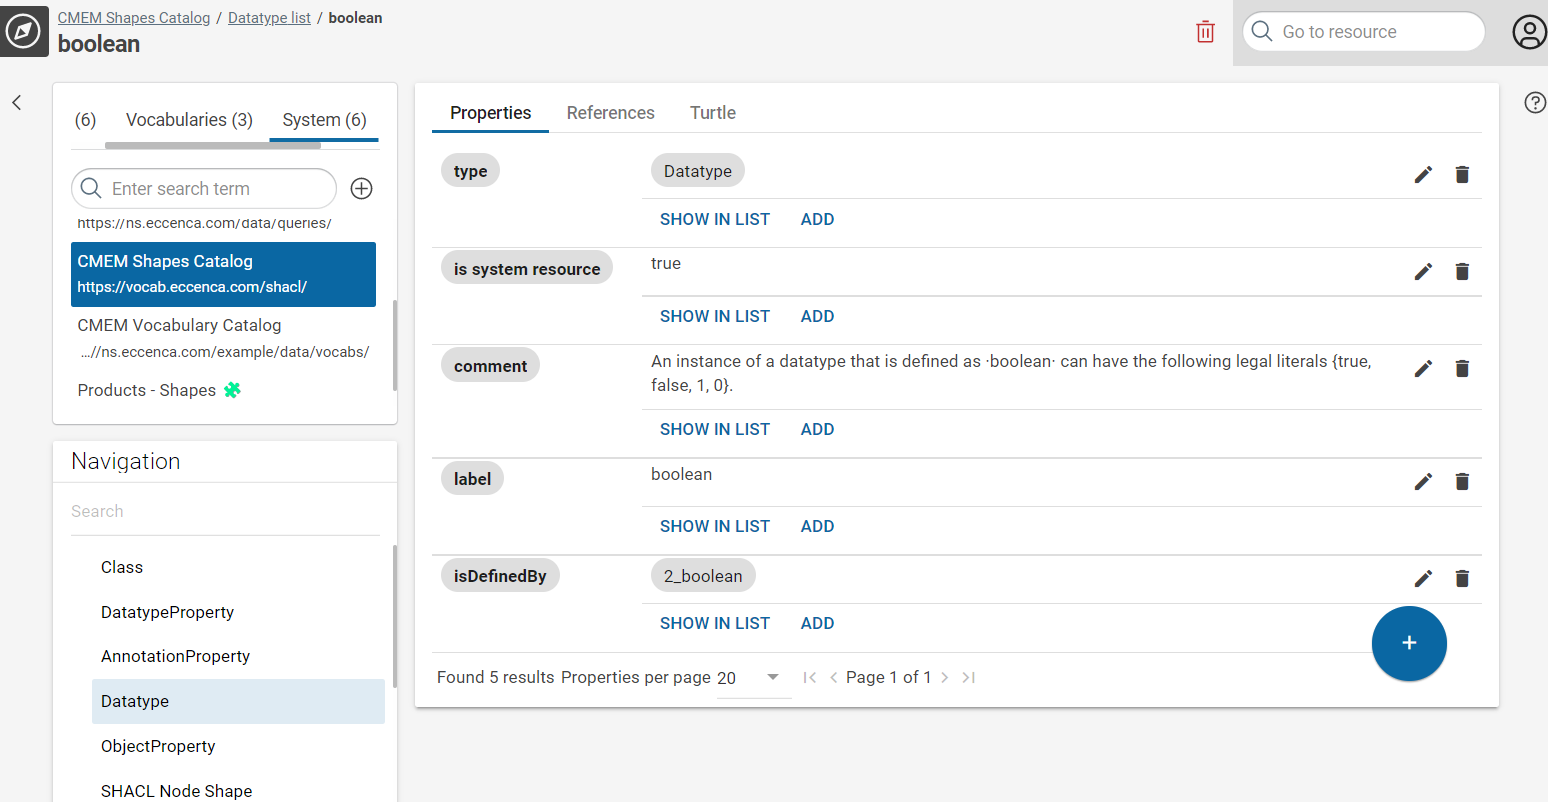 CMEM Shapes Catalog / Datatype list / boolean
boolean
Go to resource
(6) Vocabularies (3) System (6)
Enter search term
https://ns.eccenca.com/data/queries/
CMEM Shapes Catalog
https://vocab.eccenca.com/shacl/
CMEM Vocabulary Catalog
...//ns.eccenca.com/example/data/vocabs/
Products - Shapes
Navigation
Search
Class
DatatypeProperty
AnnotationProperty
Datatype
ObjectProperty
SHACL Node Shape
Properties References Turtle
type Datatype
SHOW IN LIST ADD
is system resource true
SHOW IN LIST ADD
comment An instance of a datatype that is defined as ·boolean· can have the following legal literals {true,
false, 1, 0}.
SHOW IN LIST ADD
label boolean
SHOW IN LIST ADD
isDefinedBy 2_boolean
SHOW IN LIST ADD
Found 5 results Properties per page 20 Page 1 of 1